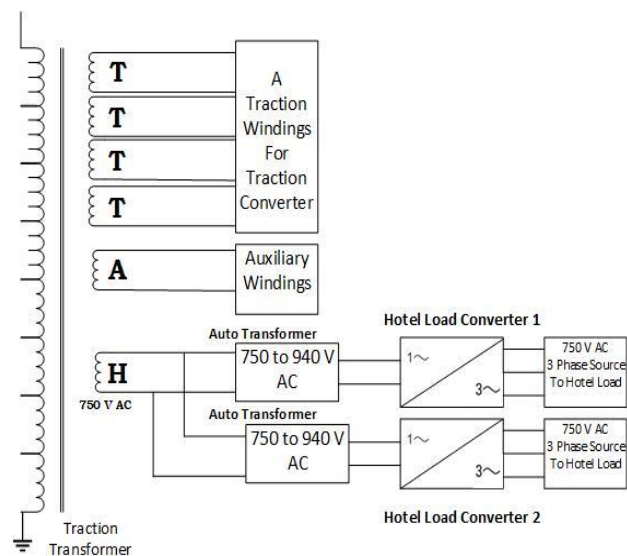 T
T
T
T
A
Traction
Windings
For
Traction
Converter
A
Auxiliary
Windings
H
750 V AC
Auto Transformer
750 to 940 V
AC
Hotel Load Converter 1
1~
3~
750 V AC
3 Phase Source
To Hotel Load
Auto Transformer
750 to 940 V
AC
1~
3~
750 V AC
3 Phase Source
To Hotel Load
Hotel Load Converter 2
Traction
Transformer